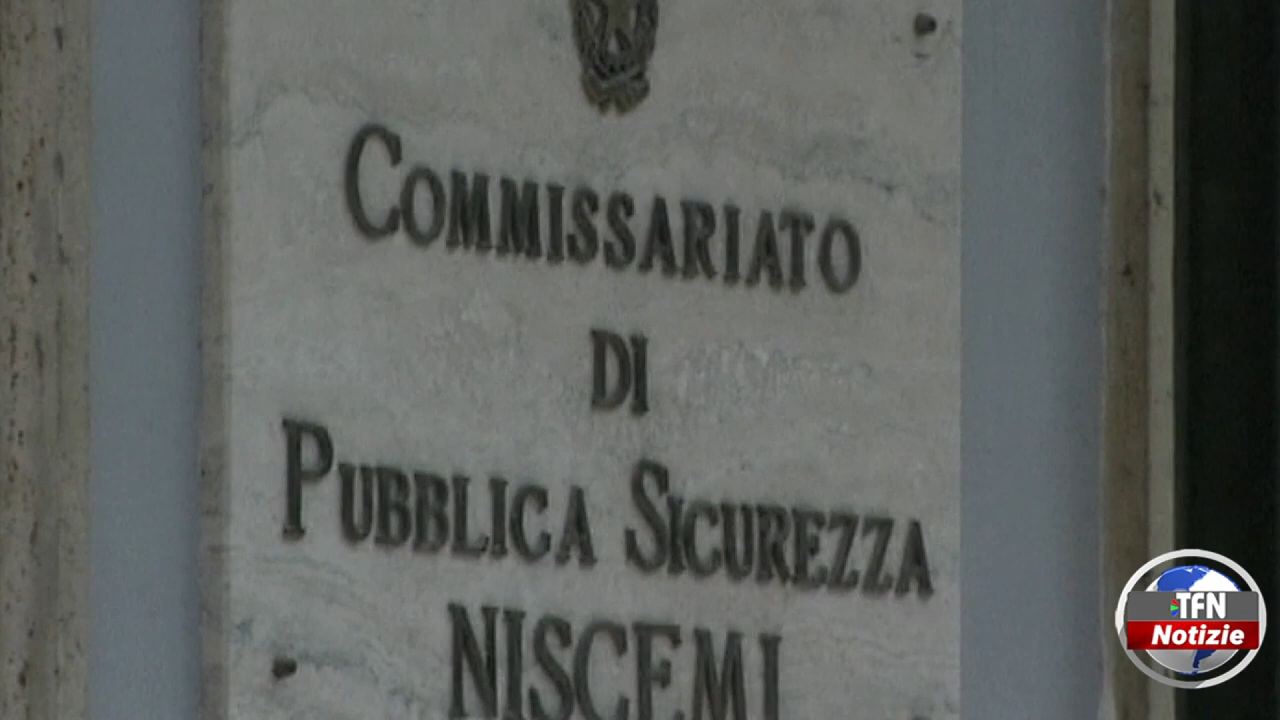 Commissariato
di
Pubblica Sicurezza
NISCEMI
TFN
Notizie